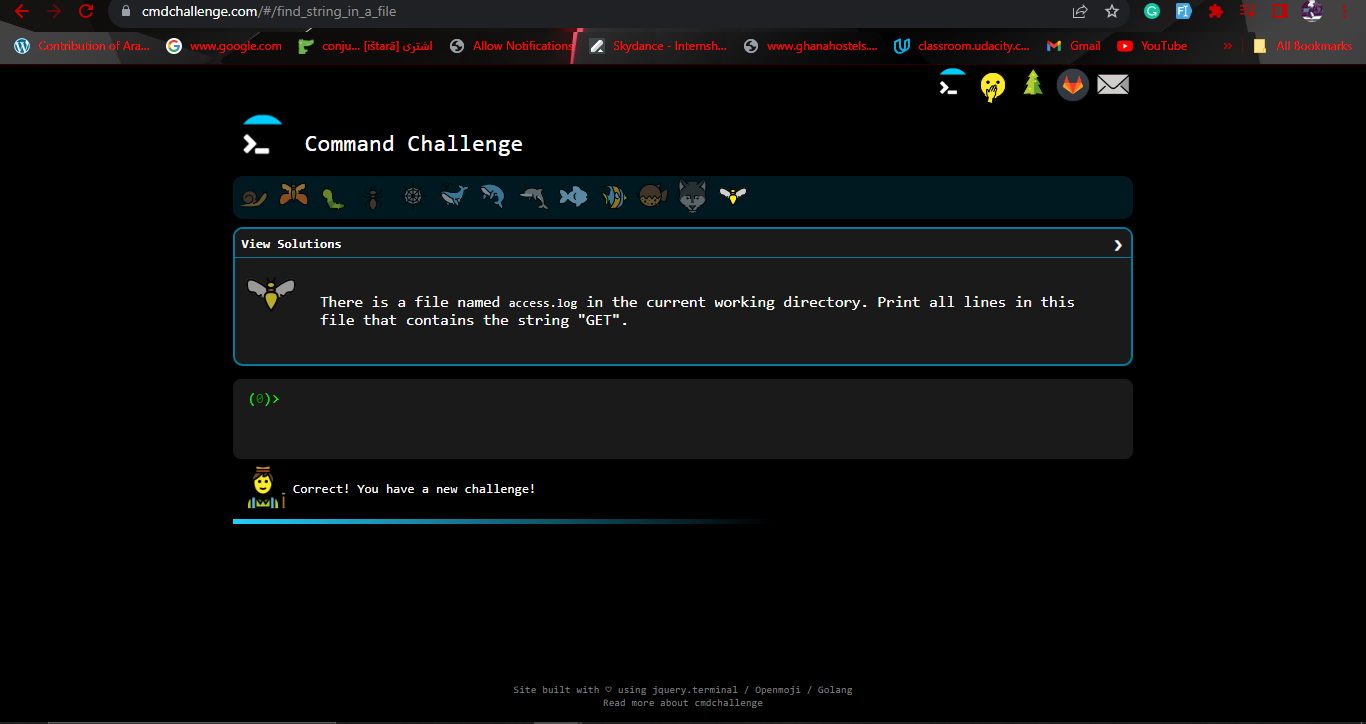 cmdchallenge.com/#/find_string_in_a_file
Contribution of Ara... www.google.com conju... [ištarā] اشترى Allow Notifications Skydance - Internsh... www.ghanahostels.... classroom.udacity.c... Gmail YouTube » All Bookmarks
Command Challenge
View Solutions
There is a file named access.log in the current working directory. Print all lines in this
file that contains the string "GET".
(0)>
Correct! You have a new challenge!
Site built with ♡ using jquery.terminal / Openmoji / Golang
Read more about cmdchallenge